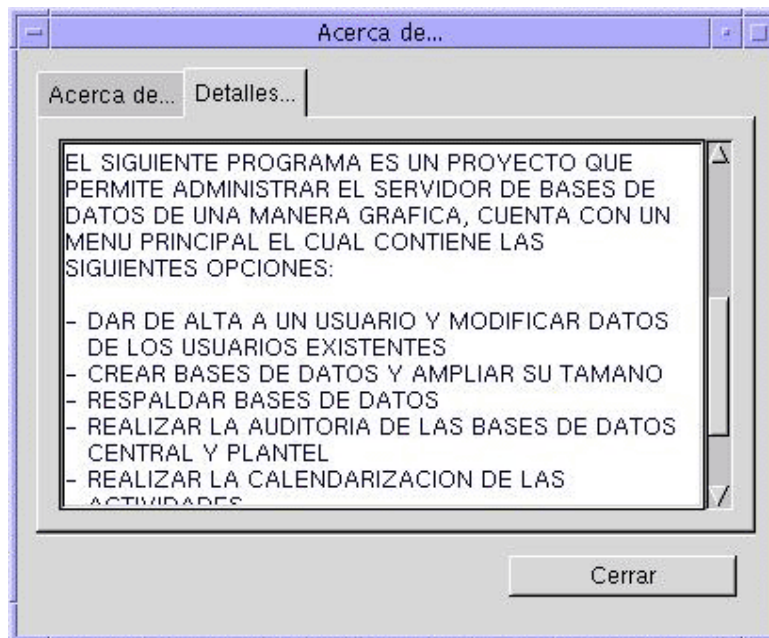 Acerca de...
Acerca de... Detalles...
EL SIGUIENTE PROGRAMA ES UN PROYECTO QUE
PERMITE ADMINISTRAR EL SERVIDOR DE BASES DE
DATOS DE UNA MANERA GRAFICA, CUENTA CON UN
MENU PRINCIPAL EL CUAL CONTIENE LAS
SIGUIENTES OPCIONES:
- DAR DE ALTA A UN USUARIO Y MODIFICAR DATOS
DE LOS USUARIOS EXISTENTES
- CREAR BASES DE DATOS Y AMPLIAR SU TAMANO
- RESPALDAR BASES DE DATOS
- REALIZAR LA AUDITORIA DE LAS BASES DE DATOS
CENTRAL Y PLANTEL
- REALIZAR LA CALENDARIZACION DE LAS
ACTIVIDADES
Cerrar